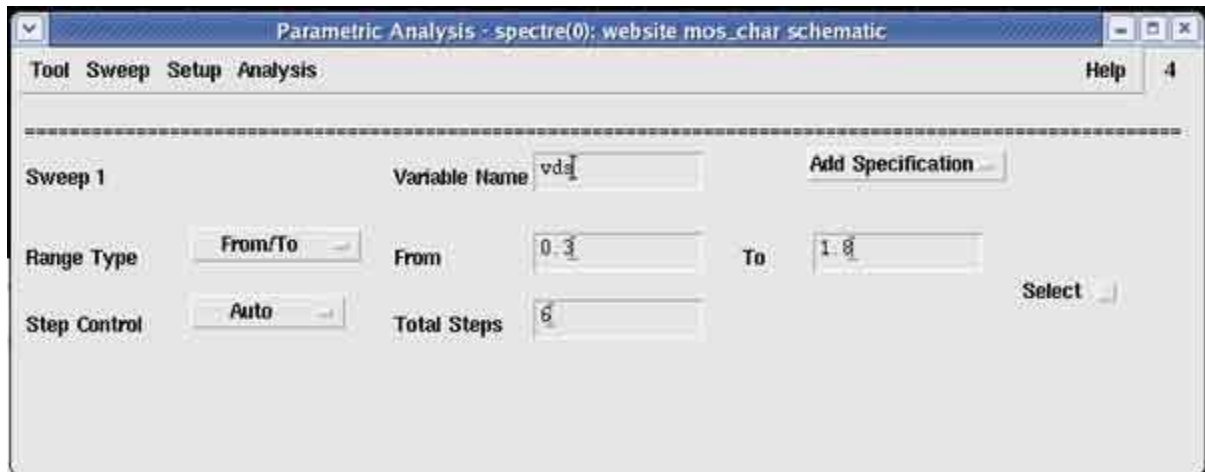 Parametric Analysis - spectre(0): website mos_char schematic
Tool Sweep Setup Analysis Help 4
Sweep 1 Variable Name vds Add Specification
Range Type From/To From 0.3 To 1.8
Select
Step Control Auto Total Steps 6